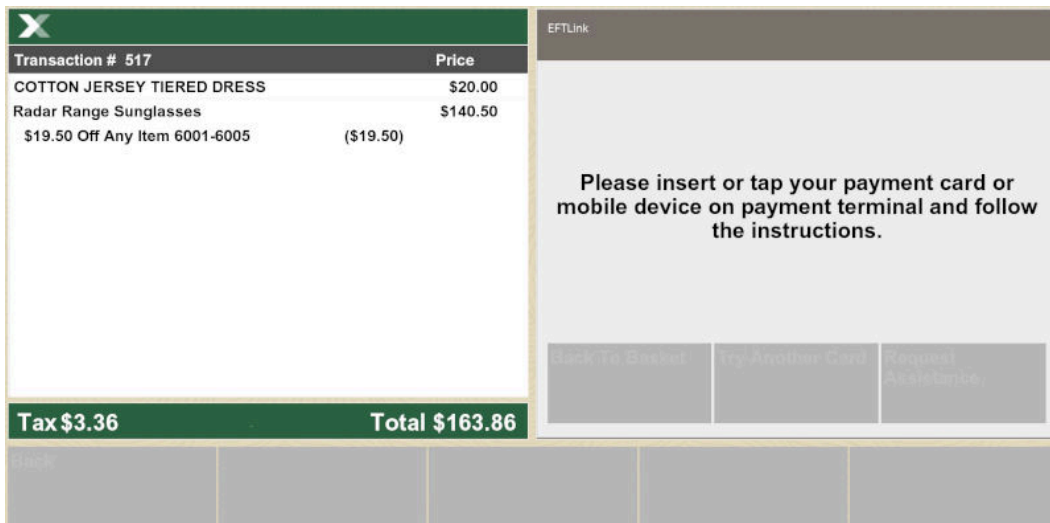 Transaction # 517 Price
COTTON JERSEY TIERED DRESS $20.00
Radar Range Sunglasses $140.50
$19.50 Off Any Item 6001-6005 ($19.50)
Tax $3.36 Total $163.86
EFTLink
Please insert or tap your payment card or
mobile device on payment terminal and follow
the instructions.
Back To Basket Try Another Card Request
Assistance
Back